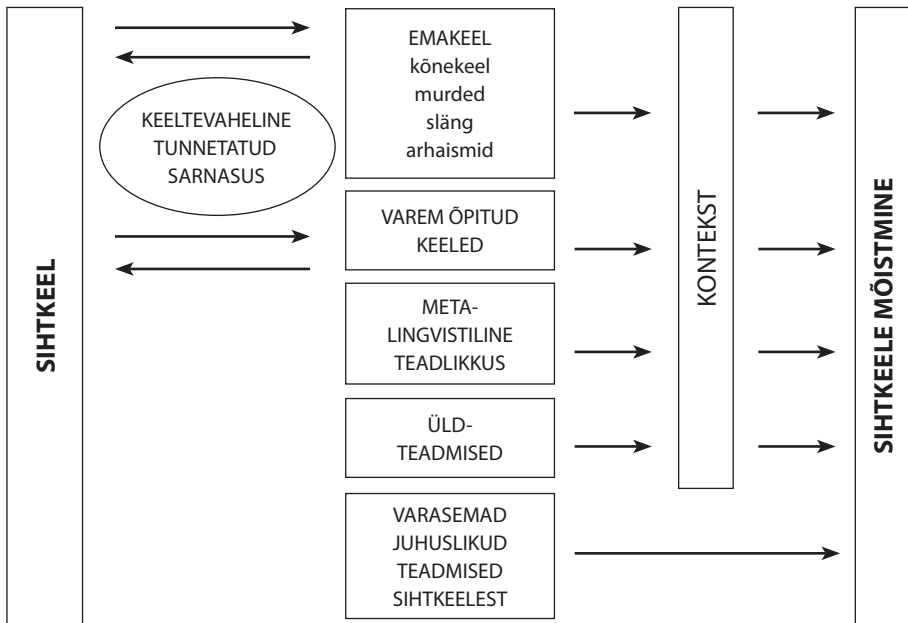 SIHTKEEL
KEELTEVAHELINE
TUNNETATUD
SARNASUS
EMAKEEL
kõnekeel
murded
släng
arhaismid
VAREM ÕPITUD
KEELED
META-
LINGVISTILINE
TEADLIKKUS
ÜLD-
TEADMISED
VARASEMAD
JUHUSLIKUD
TEADMISED
SIHTKEELEST
KONTEKST
SIHTKEELE MÕISTMINE